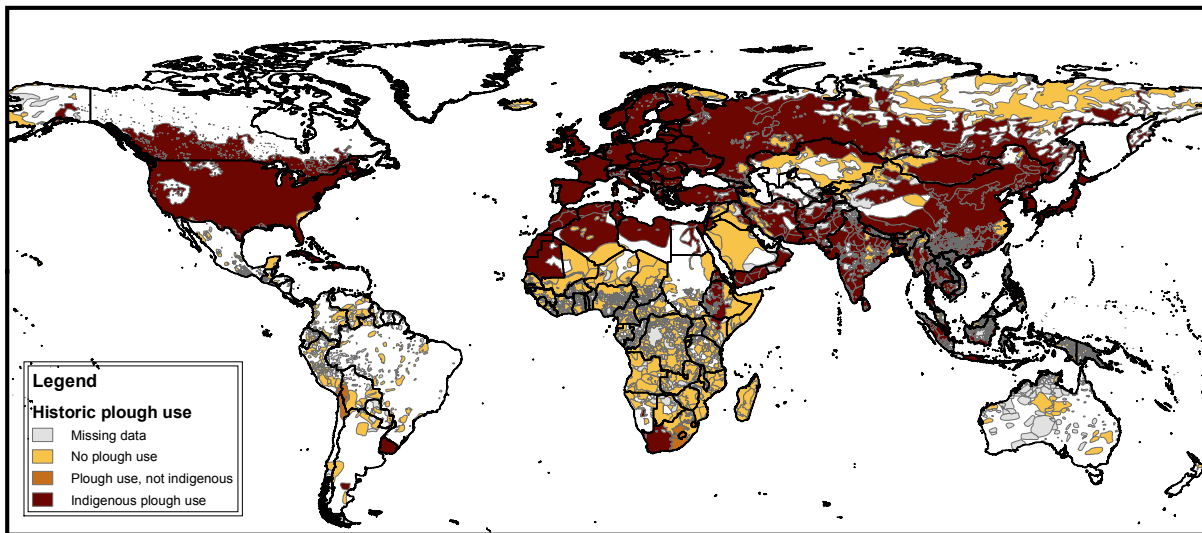 Legend
Historic plough use
Missing data
No plough use
Plough use, not indigenous
Indigenous plough use